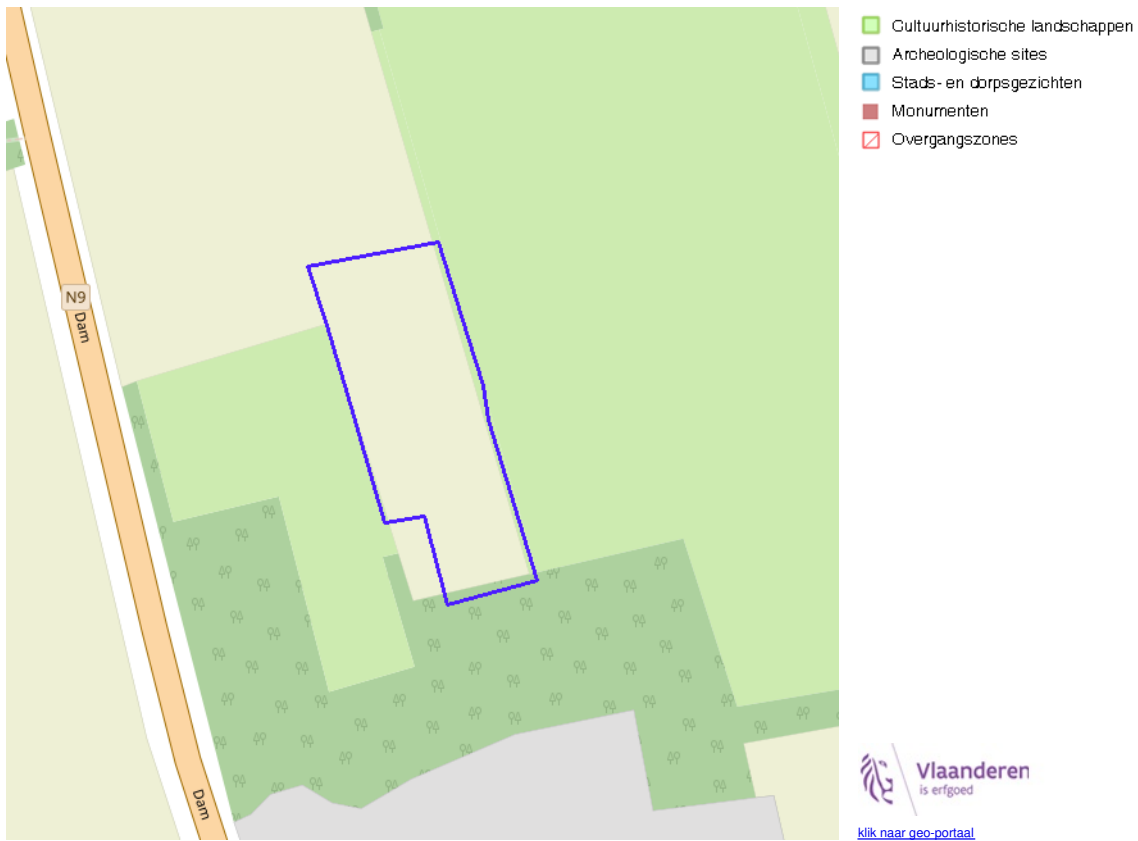 N9
Dam
Dam
Cultuurhistorische landschappen
Archeologische sites
Stads- en dorpsgezichten
Monumenten
Overgangszones
Vlaanderen
is erfgoed
klik naar geo-portaal